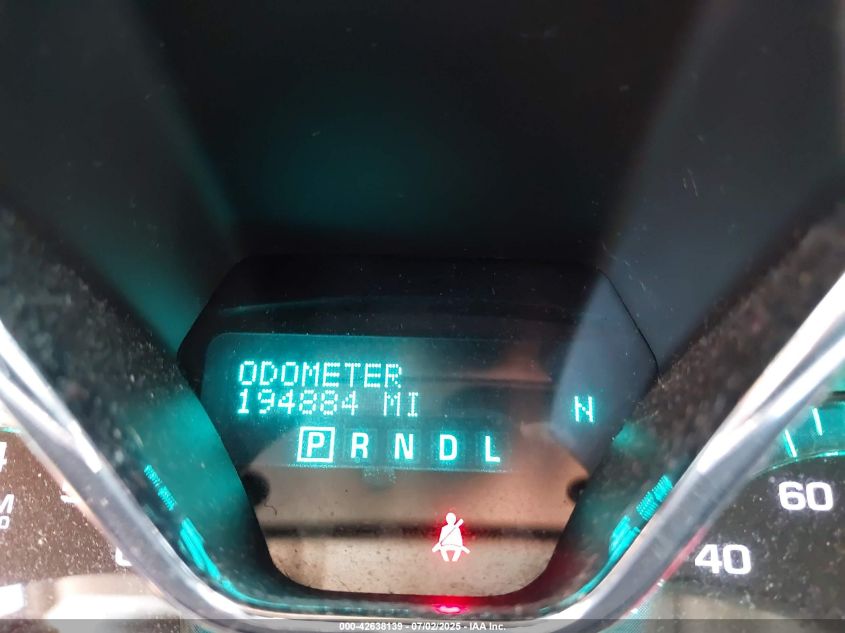 ODOMETER
194884 MI
N
P R N D L
60
40
000-42638139 - 07/02/2025 - IAA Inc.